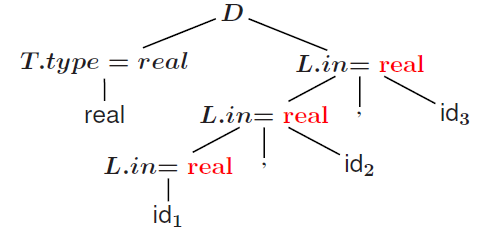 D
T.type = real L.in= real
real L.in= real , id₃
L.in= real , id₂
id₁